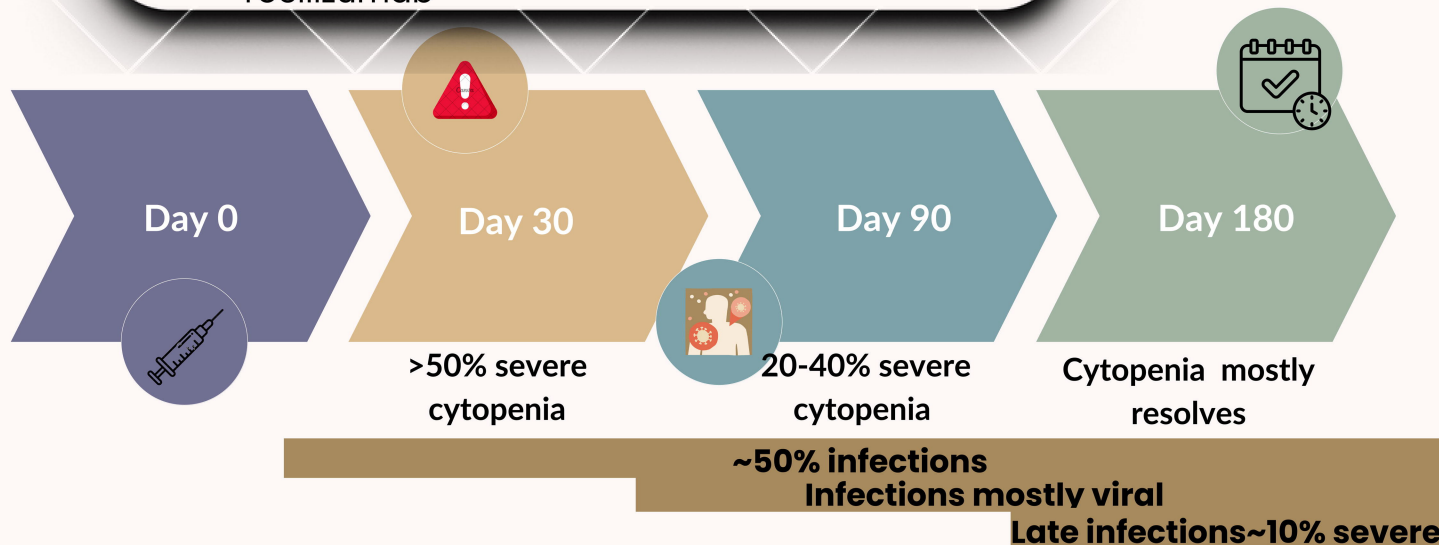 Day 0
Day 30
Day 90
Day 180
>50% severe
cytopenia
20-40% severe
cytopenia
Cytopenia mostly
resolves
~50% infections
Infections mostly viral
Late infections~10% severe